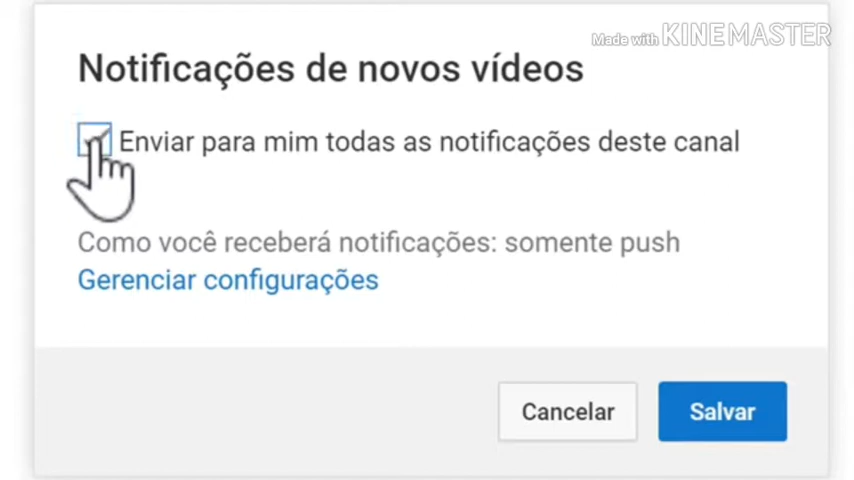 Made with KINEMASTER
Notificações de novos vídeos
Enviar para mim todas as notificações deste canal
Como você receberá notificações: somente push
Gerenciar configurações
Cancelar
Salvar